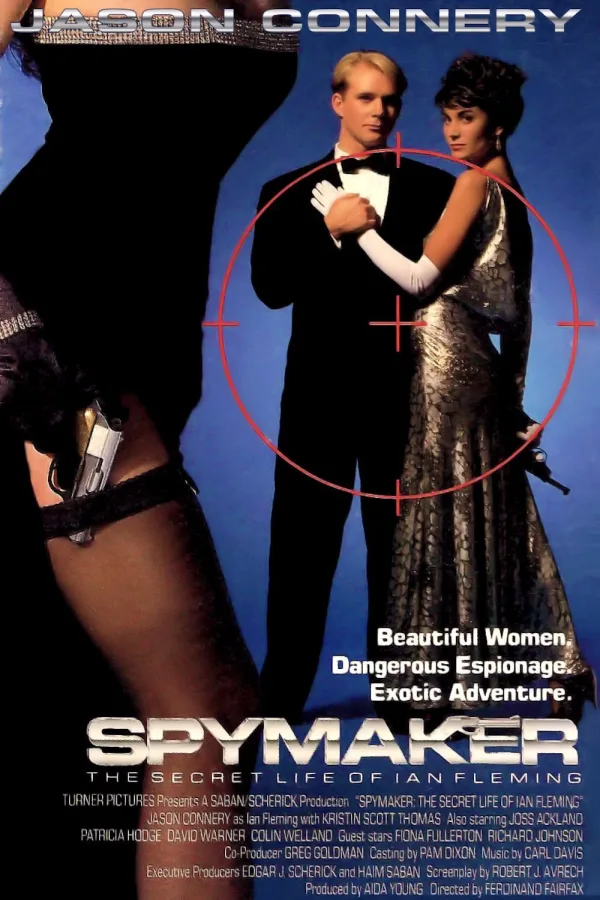 JASON CONNERY
Beautiful Women.
Dangerous Espionage.
Exotic Adventure.
SPYMAKER
THE SECRET LIFE OF IAN FLEMING
TURNER PICTURES Presents A SABAN/SCHERICK Production "SPYMAKER: THE SECRET LIFE OF IAN FLEMING"
JASON CONNERY as Ian Fleming with KRISTIN SCOTT THOMAS Also starring JOSS ACKLAND
PATRICIA HODGE DAVID WARNER COLIN WELLAND Guest stars FIONA FULLERTON RICHARD JOHNSON
Co-Producer GREG GOLDMAN Casting by PAM DIXON Music by CARL DAVIS
Executive Producers EDGAR J. SCHERICK and HAIM SABAN Screenplay by ROBERT J. AVRECH
Produced by AIDA YOUNG Directed by FERDINAND FAIRFAX